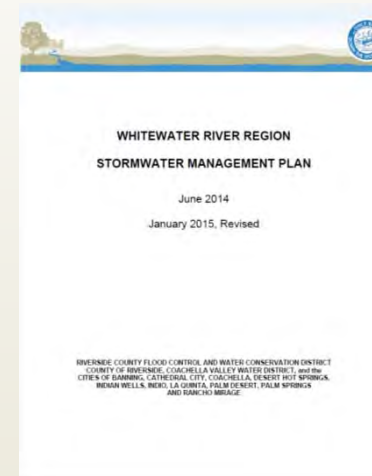 WHITEWATER RIVER REGION
STORMWATER MANAGEMENT PLAN
June 2014
January 2015, Revised
RIVERSIDE COUNTY FLOOD CONTROL AND WATER CONSERVATION DISTRICT
COUNTY OF RIVERSIDE, COACHELLA VALLEY WATER DISTRICT, and the
CITIES OF BANNING, CATHEDRAL CITY, COACHELLA, DESERT HOT SPRINGS,
INDIAN WELLS, INDIO, LA QUINTA, PALM DESERT, PALM SPRINGS
AND RANCHO MIRAGE